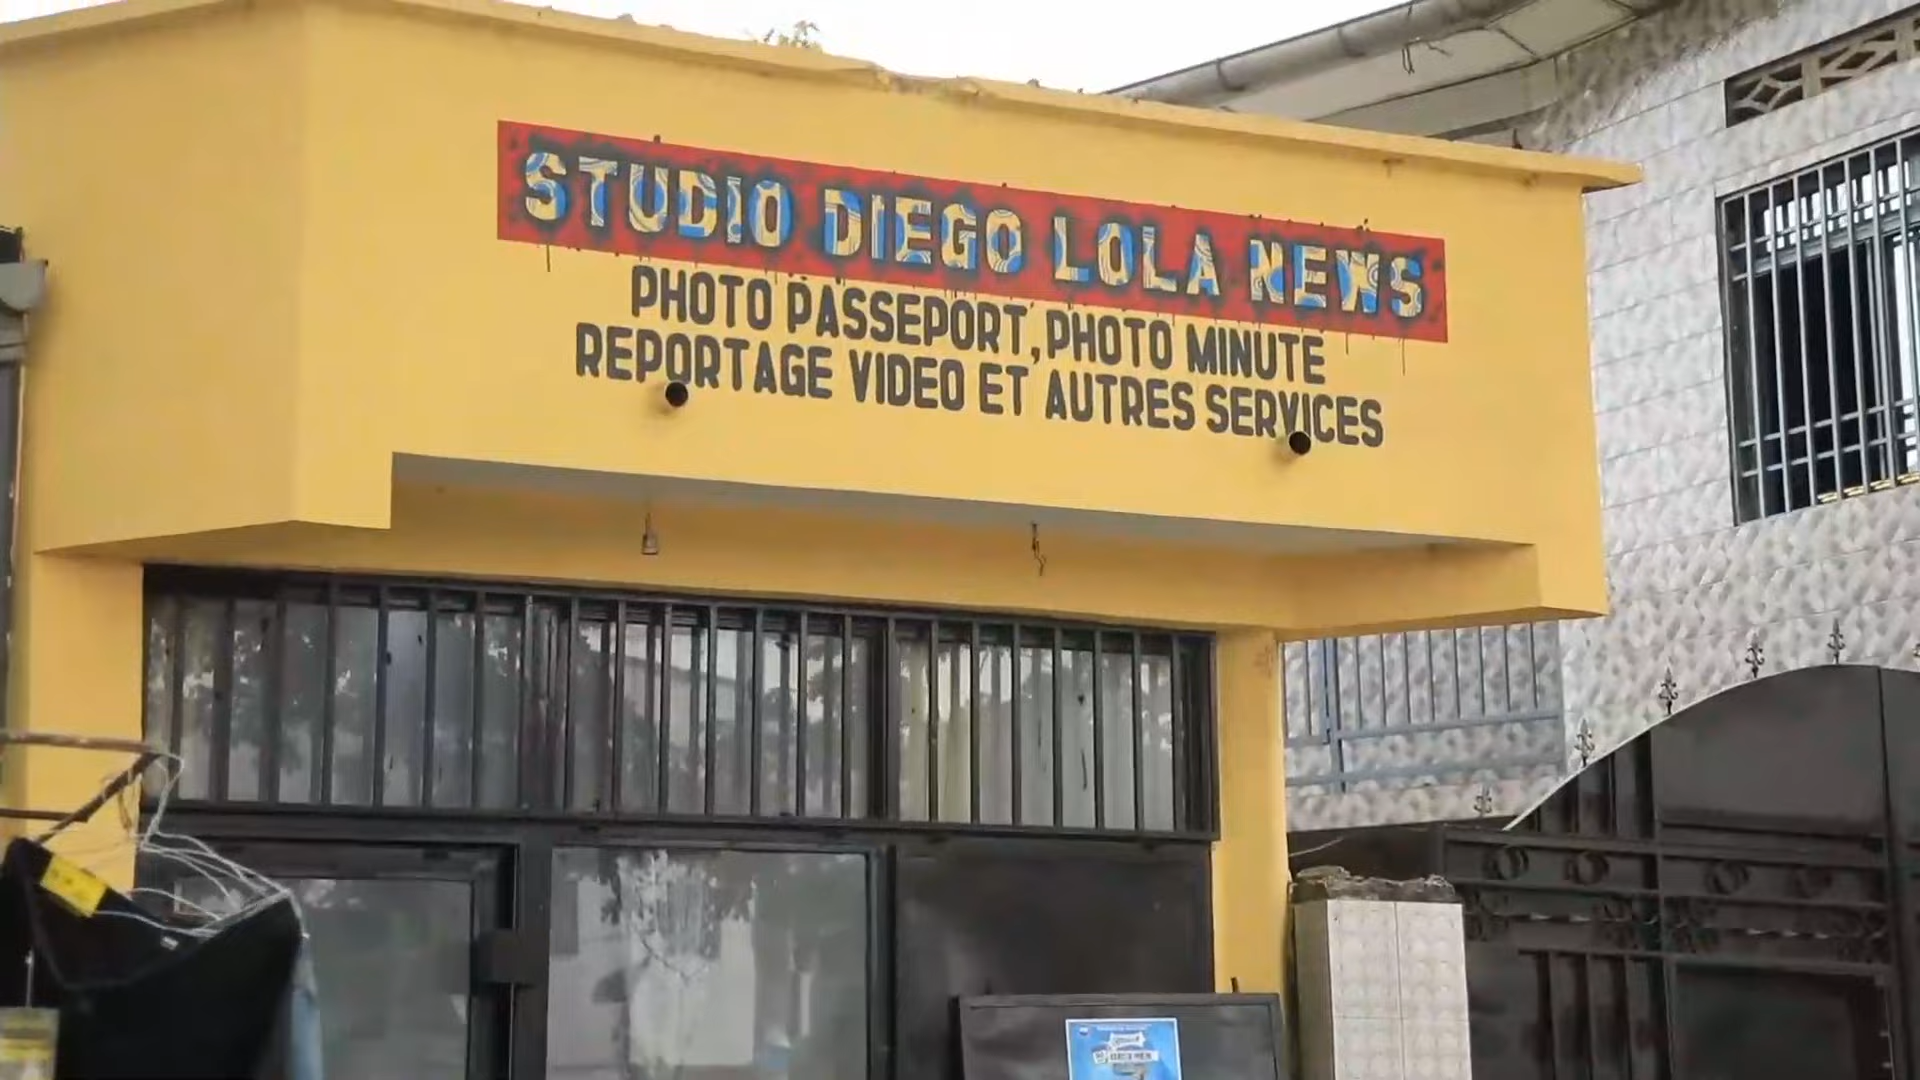 STUDIO DIEGO LOLA NEWS
PHOTO PASSEPORT, PHOTO MINUTE
REPORTAGE VIDEO ET AUTRES SERVICES